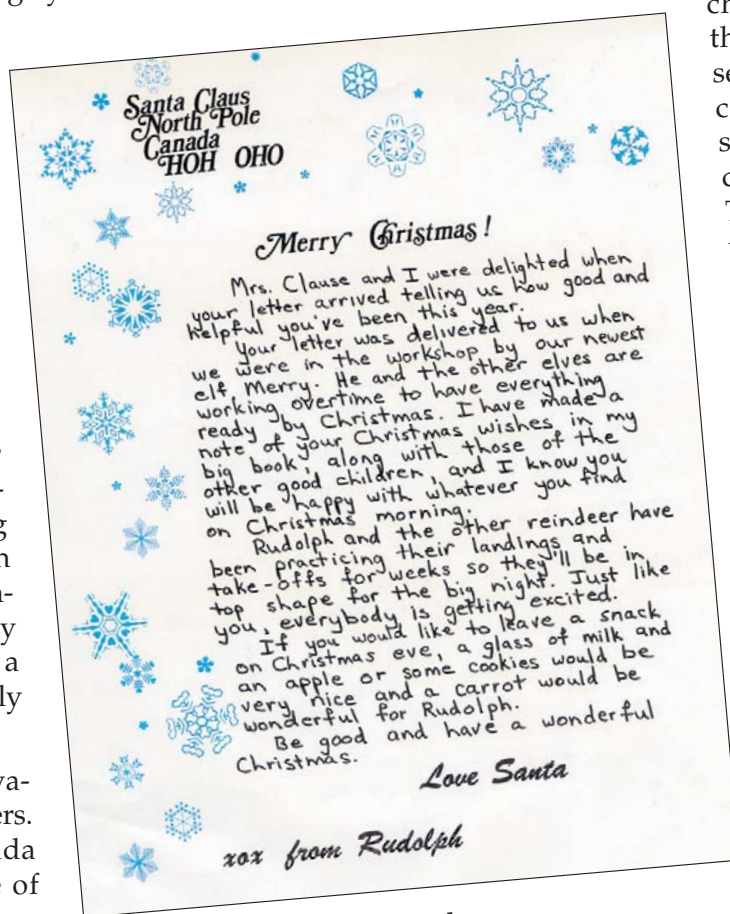 Santa Claus
North Pole
Canada
HOH OHO
Merry Christmas!
Mrs. Clause and I were delighted when
your letter arrived telling us how good and
helpful you've been this year.
Your letter was delivered to us when
we were in the workshop by our newest
elf Merry. He and the other elves are
working overtime to have everything
ready by Christmas. I have made a
note of your Christmas wishes in my
big book, along with those of the
other good children, and I know you
will be happy with whatever you find
on Christmas morning.
Rudolph and the other reindeer have
been practicing their landings and
take-offs for weeks so they'll be in
top shape for the big night. Just like
you, everybody is getting excited.
If you would like to leave a snack
on Christmas eve, a glass of milk and
an apple or some cookies would be
very nice and a carrot would be
wonderful for Rudolph.
Be good and have a wonderful
Christmas.
Love Santa
xox from Rudolph
y
a
ly
ers.
of